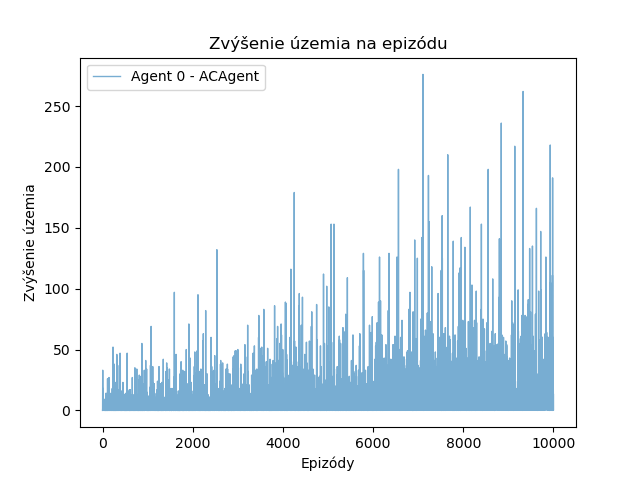 Zvýšenie územia na epizódu
Agent 0 - ACAgent
Zvýšenie územia
250
200
150
100
50
0
0 2000 4000 6000 8000 10000
Epizódy